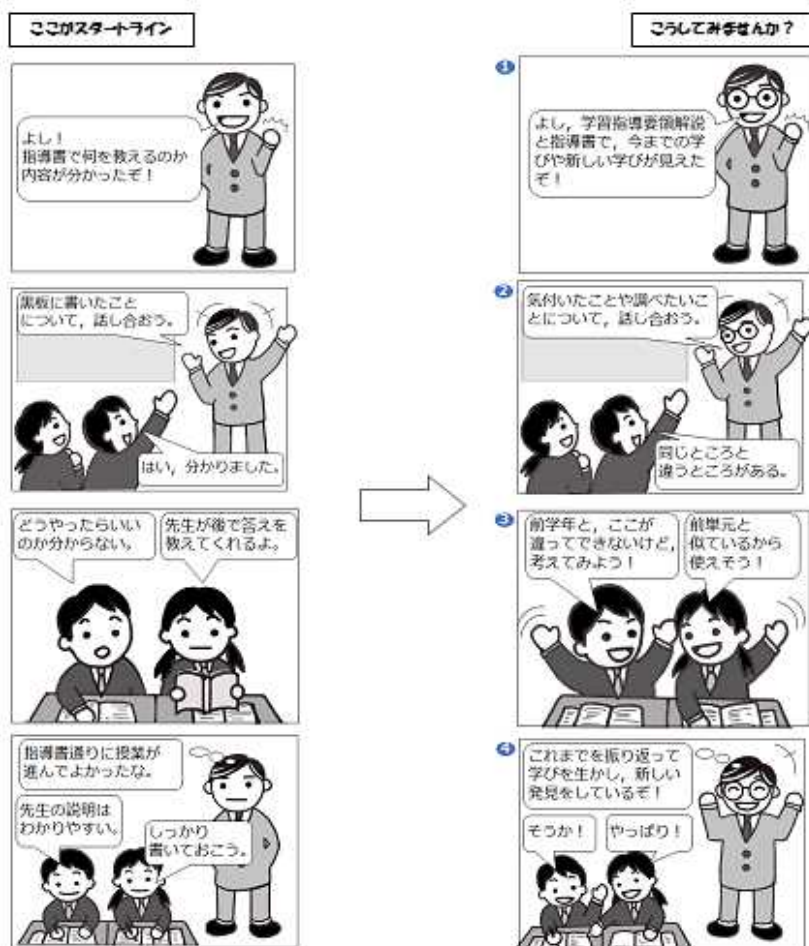 ここがスタートライン
よし！
指導書で何を教えるのか
内容が分かったぞ！
黒板に書いたこと
について，話し合おう。
はい，分かりました。
どうやったらいい
のか分からない。
先生が後で答えを
教えてくれるよ。
指導書通りに授業が
進んでよかったな。
先生の説明は
わかりやすい。
しっかり
書いておこう。
こうしてみませんか？
1
よし，学習指導要領解説
と指導書で，今までの学
びや新しい学びが見えた
ぞ！
2
気付いたことや調べたいこ
とについて，話し合おう。
同じところと
違うところがある。
3
前学年と，ここが
違ってできないけど，
考えてみよう！
前単元と
似ているから
使えそう！
4
これまでを振り返って
学びを生かし，新しい
発見をしているぞ！
そうか！
やっぱり！